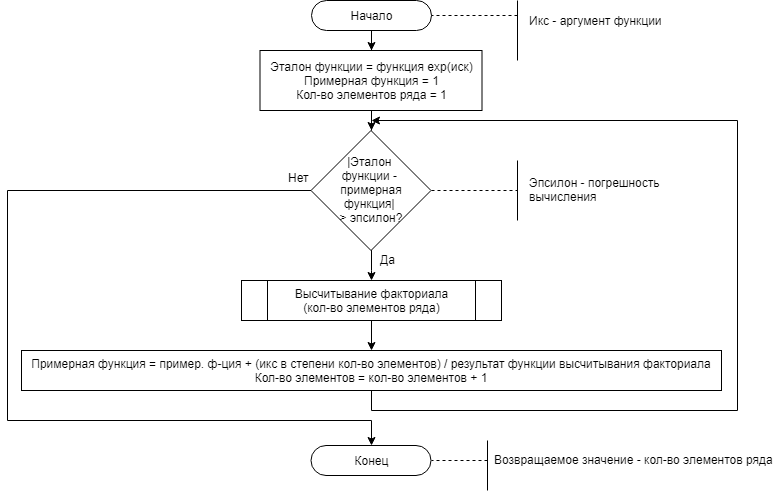 Начало
Икс - аргумент функции
Эталон функции = функция exp(иск)
Примерная функция = 1
Кол-во элементов ряда = 1
|Эталон
функции -
примерная
функция|
> эпсилон?
Нет
Эпсилон - погрешность
вычисления
Да
Высчитывание факториала
(кол-во элементов ряда)
Примерная функция = пример. ф-ция + (икс в степени кол-во элементов) / результат функции высчитывания факториала
Кол-во элементов = кол-во элементов + 1
Конец
Возвращаемое значение - кол-во элементов ряда